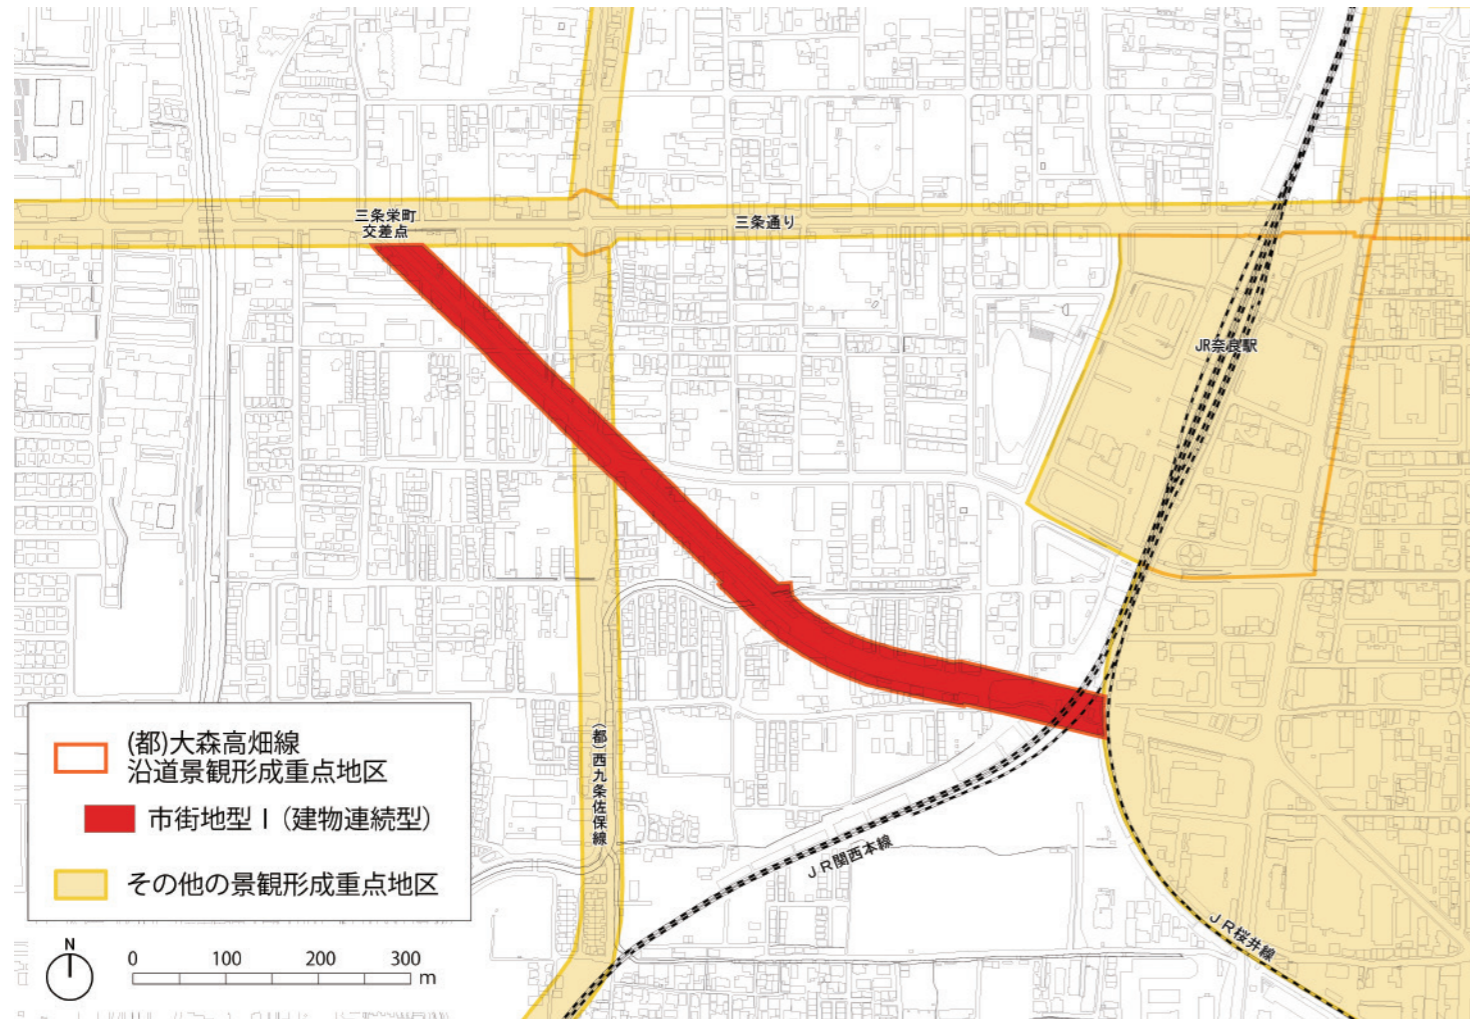 三条栄町
交差点
三条通り
JR奈良駅
(都)西九条佐保線
JR関西本線
JR桜井線
(都)大森高畑線
沿道景観形成重点地区
市街地型Ⅰ(建物連続型)
その他の景観形成重点地区
N
0 100 200 300
m